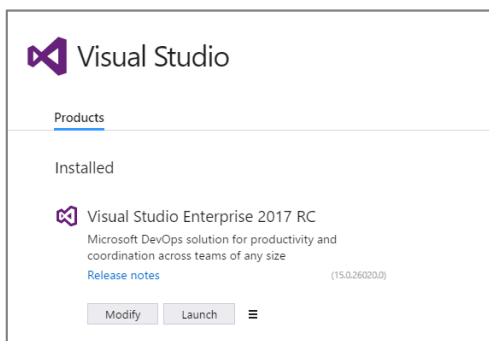 Visual Studio
Products
Installed
Visual Studio Enterprise 2017 RC
Microsoft DevOps solution for productivity and
coordination across teams of any size
Release notes (15.0.26020.0)
Modify Launch